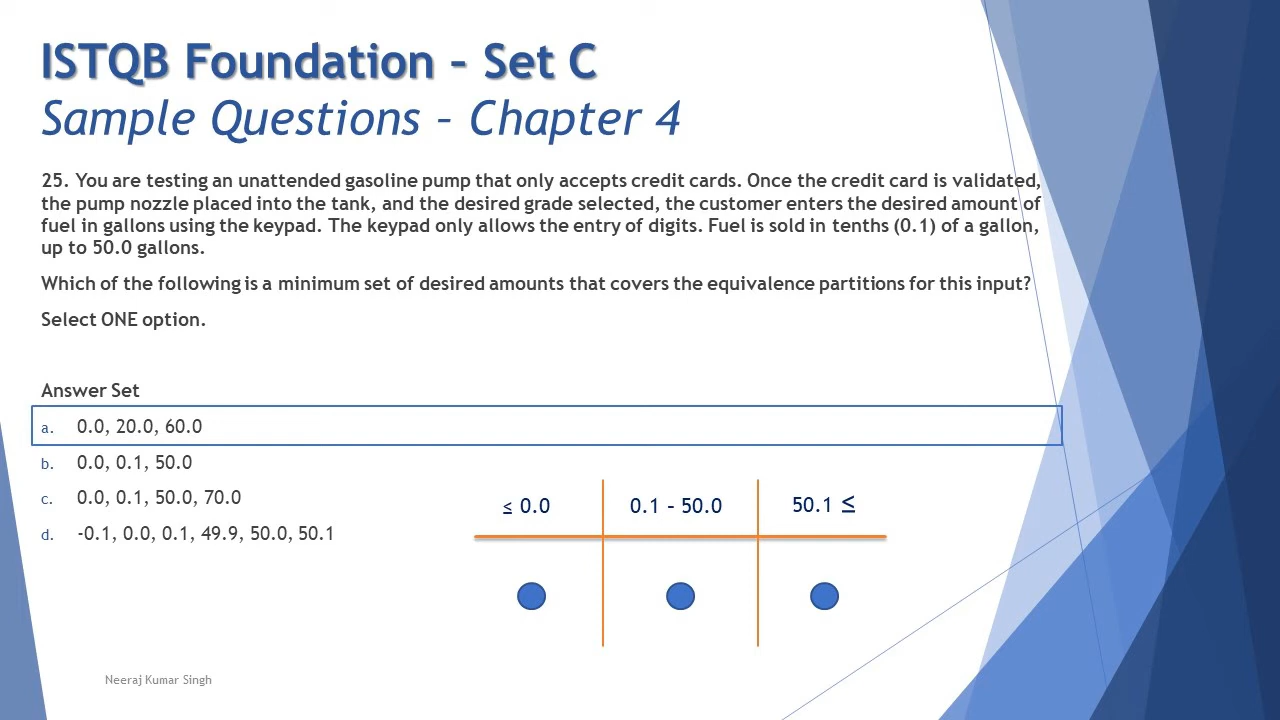 ISTQB Foundation – Set C
Sample Questions – Chapter 4
25. You are testing an unattended gasoline pump that only accepts credit cards. Once the credit card is validated,
the pump nozzle placed into the tank, and the desired grade selected, the customer enters the desired amount of
fuel in gallons using the keypad. The keypad only allows the entry of digits. Fuel is sold in tenths (0.1) of a gallon,
up to 50.0 gallons.
Which of the following is a minimum set of desired amounts that covers the equivalence partitions for this input?
Select ONE option.
Answer Set
a. 0.0, 20.0, 60.0
b. 0.0, 0.1, 50.0
c. 0.0, 0.1, 50.0, 70.0
d. -0.1, 0.0, 0.1, 49.9, 50.0, 50.1
≤ 0.0 0.1 – 50.0 50.1 ≤
Neeraj Kumar Singh